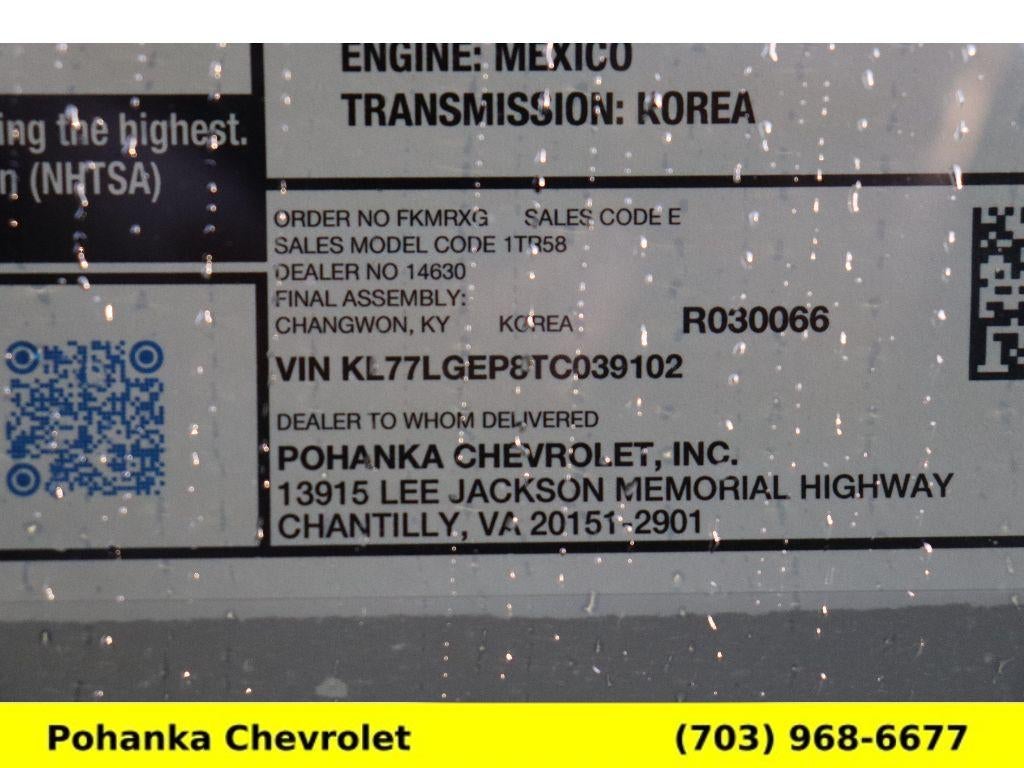 ENGINE: MEXICO
TRANSMISSION: KOREA
ing the highest.
n (NHTSA)
ORDER NO FKMRXG SALES CODE E
SALES MODEL CODE 1TR58
DEALER NO 14630
FINAL ASSEMBLY:
CHANGWON, KY KOREA
R030066
VIN KL77LGEP8TC039102
DEALER TO WHOM DELIVERED
POHANKA CHEVROLET, INC.
13915 LEE JACKSON MEMORIAL HIGHWAY
CHANTILLY, VA 20151-2901
Pohanka Chevrolet (703) 968-6677